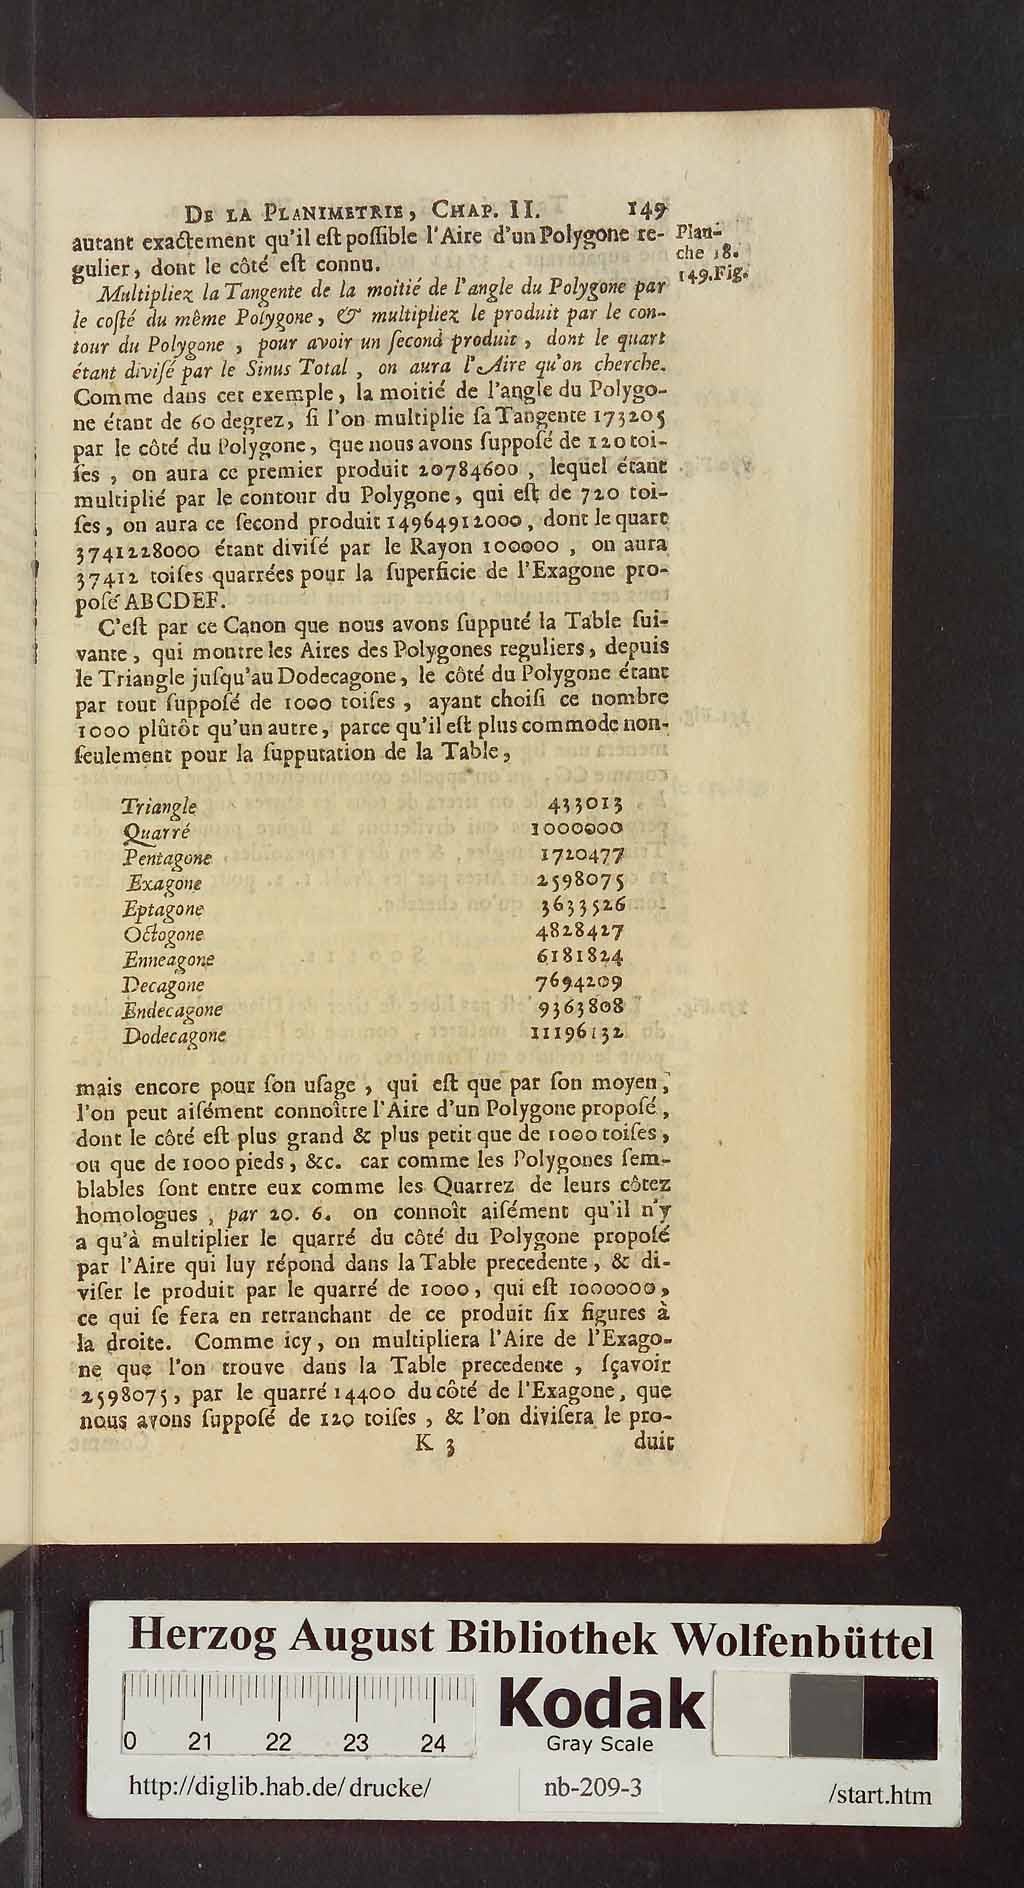 DE LA PLANIMETRIE, CHAP. II. 149
autant exactement qu'il eſt poſſible l'Aire d'un Polygone re-
gulier, dont le côté eſt connu.
Plan-
che 18.
149. Fig.
Multipliez la Tangente de la moitié de l'angle du Polygone par
le coſté du même Polygone, & multipliez le produit par le con-
tour du Polygone, pour avoir un ſecond produit, dont le quart
étant diviſé par le Sinus Total, on aura l'Aire qu'on cherche.
Comme dans cet exemple, la moitié de l'angle du Polygo-
ne étant de 60 degrez, ſi l'on multiplie ſa Tangente 173205
par le côté du Polygone, que nous avons ſuppoſé de 120 toi-
ſes, on aura ce premier produit 20784600, lequel étant
multiplié par le contour du Polygone, qui eſt de 720 toi-
ſes, on aura ce ſecond produit 14964912000, dont le quart
3741228000 étant diviſé par le Rayon 100000, on aura
37412 toiſes quarrées pour la ſuperficie de l'Exagone pro-
poſé ABCDEF.
C'eſt par ce Canon que nous avons ſupputé la Table ſui-
vante, qui montre les Aires des Polygones reguliers, depuis
le Triangle juſqu'au Dodecagone, le côté du Polygone étant
par tout ſuppoſé de 1000 toiſes, ayant choiſi ce nombre
1000 plûtôt qu'un autre, parce qu'il eſt plus commode non-
ſeulement pour la ſupputation de la Table,
Triangle 433013
Quarré 1000000
Pentagone 1720477
Exagone 2598075
Eptagone 3633526
Octogone 4828427
Enneagone 6181824
Decagone 7694209
Endecagone 9363808
Dodecagone 11196132
mais encore pour ſon uſage, qui eſt que par ſon moyen,
l'on peut aiſément connoître l'Aire d'un Polygone propoſé,
dont le côté eſt plus grand & plus petit que de 1000 toiſes,
ou que de 1000 pieds, &c. car comme les Polygones ſem-
blables ſont entre eux comme les Quarrez de leurs côtez
homologues, par 20. 6. on connoît aiſément qu'il n'y
a qu'à multiplier le quarré du côté du Polygone propoſé
par l'Aire qui luy répond dans la Table precedente, & di-
viſer le produit par le quarré de 1000, qui eſt 1000000,
ce qui ſe fera en retranchant de ce produit ſix figures à
la droite. Comme icy, on multipliera l'Aire de l'Exago-
ne que l'on trouve dans la Table precedente, ſçavoir
2598075, par le quarré 14400 du côté de l'Exagone, que
nous avons ſuppoſé de 120 toiſes, & l'on diviſera le pro-
K 3 duit
Herzog August Bibliothek Wolfenbüttel
0 21 22 23 24
Kodak
Gray Scale
http://diglib.hab.de/drucke/ nb-209-3 /start.htm